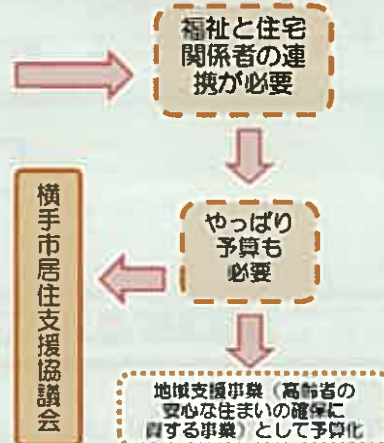 福祉と住宅
関係者の連
携が必要
やっぱり
予算も
必要
横手市居住支援協議会
地域支援事業（高齢者の
安心な住まいの確保に
資する事業）として予算化